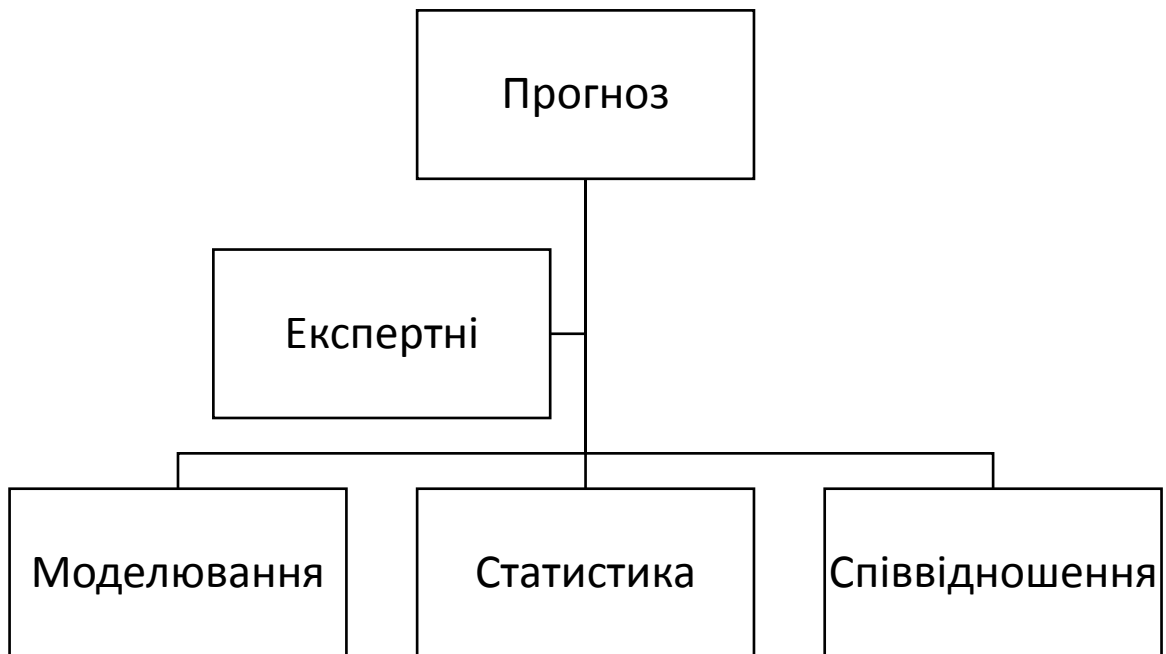 Прогноз
Експертні
Моделювання
Статистика
Співвідношення